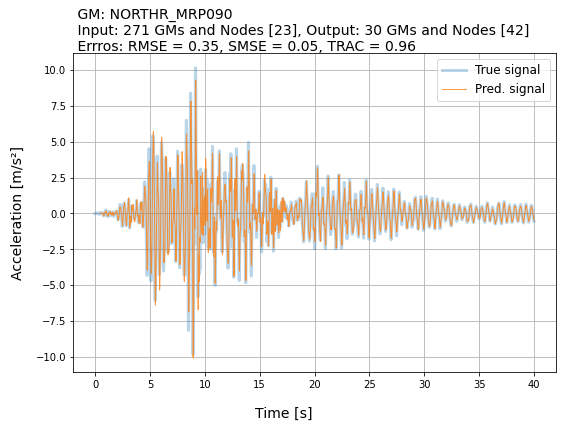 GM: NORTHR_MRP090
Input: 271 GMs and Nodes [23], Output: 30 GMs and Nodes [42]
Erros: RMSE = 0.35, SMSE = 0.05, TRAC = 0.96
True signal
Pred. signal
10.0
7.5
5.0
2.5
0.0
−2.5
−5.0
−7.5
−10.0
Acceleration [m/s²]
0 5 10 15 20 25 30 35 40
Time [s]